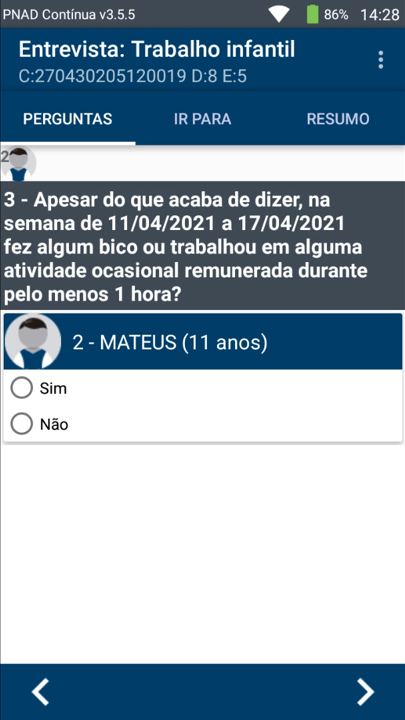 PNAD Contínua v3.5.5 86% 14:28
Entrevista: Trabalho infantil
C:270430205120019 D:8 E:5
PERGUNTAS IR PARA RESUMO
2
3 - Apesar do que acaba de dizer, na
semana de 11/04/2021 a 17/04/2021
fez algum bico ou trabalhou em alguma
atividade ocasional remunerada durante
pelo menos 1 hora?
2 - MATEUS (11 anos)
Sim
Não